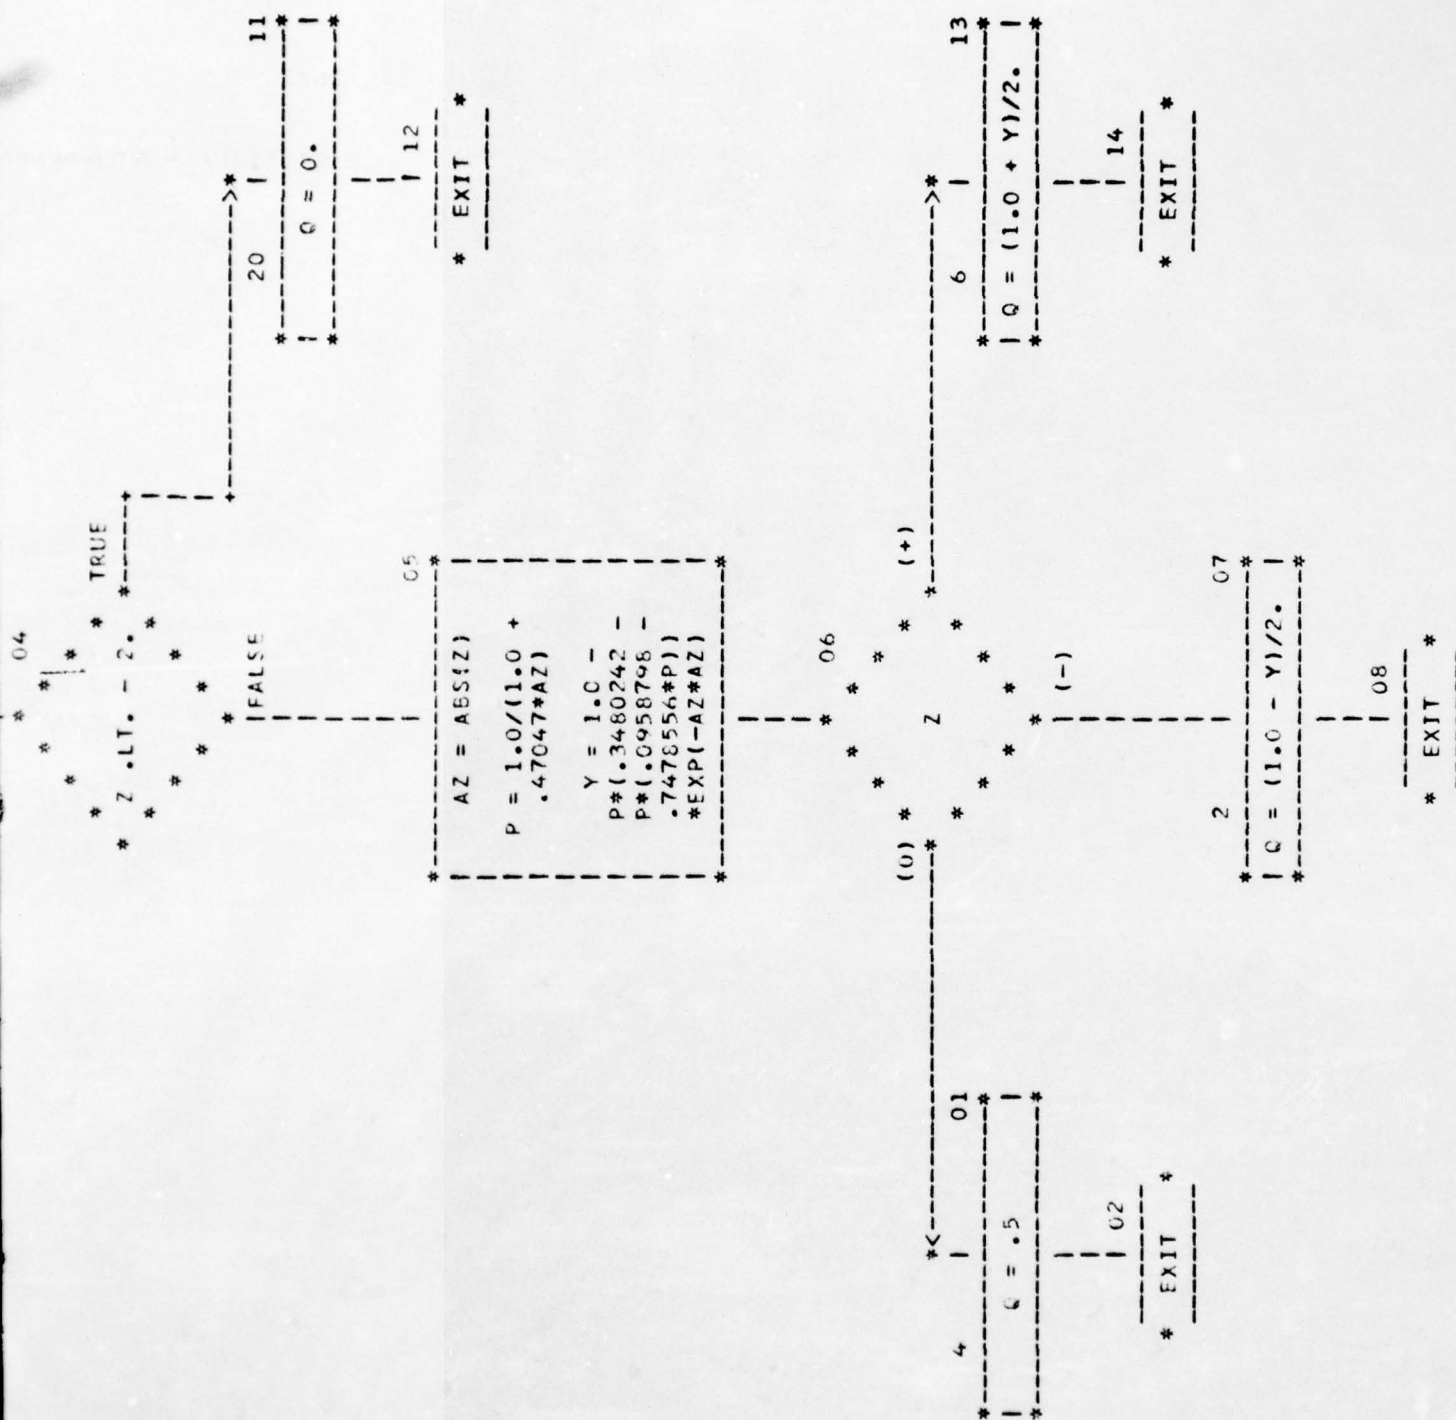 04
Z .LT. - 2.
TRUE
FALSE
20 11
Q = 0.
12
* EXIT *
05
AZ = ABS(Z)
P = 1.0/(1.0 +
.47047*AZ)
Y = 1.0 -
P*(.3480242 -
P*(.0958798 -
.7478556*P))
*EXP(-AZ*AZ)
06
Z
(0)
(+)
(-)
4 01
Q = .5
02
* EXIT *
6 13
Q = (1.0 + Y)/2.
14
* EXIT *
2 07
Q = (1.0 - Y)/2.
08
* EXIT *